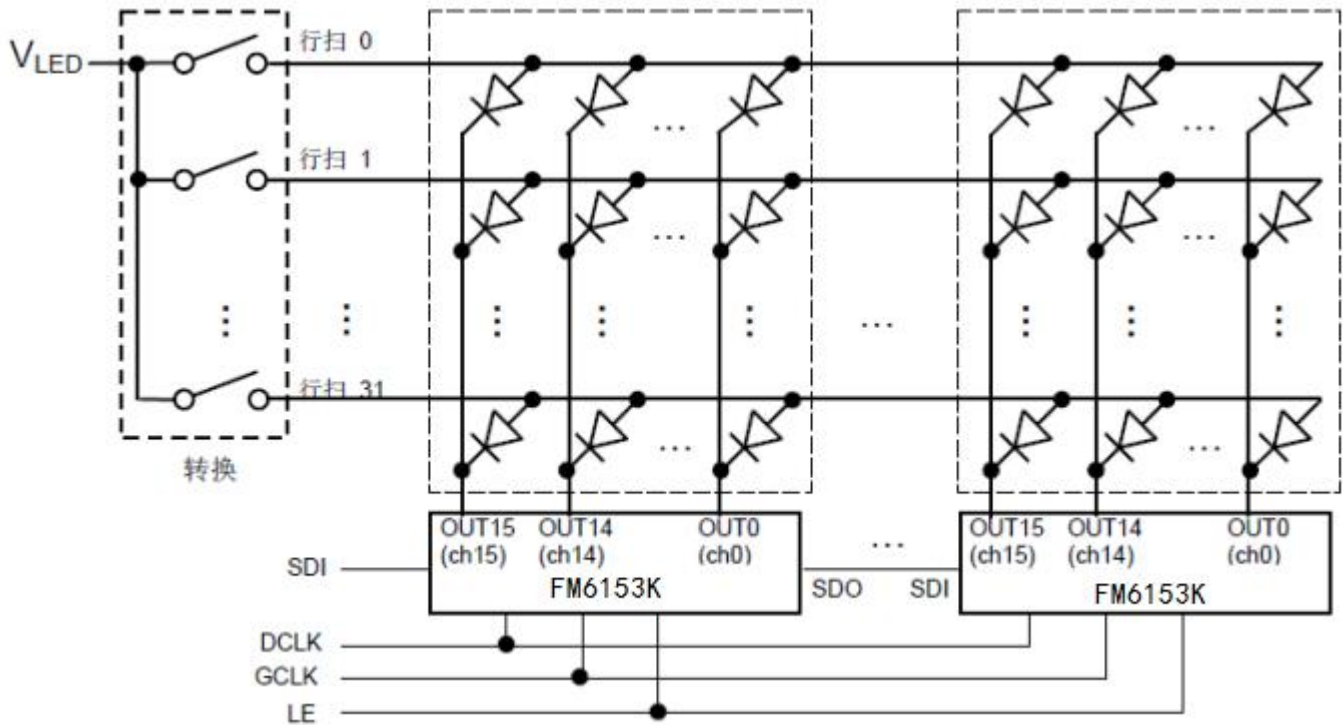 VLED
行扫 0
行扫 1
行扫 31
转换
OUT15 OUT14 OUT0 OUT15 OUT14 OUT0
(ch15) (ch14) (ch0) (ch15) (ch14) (ch0)
SDI FM6153K SDO SDI FM6153K
DCLK
GCLK
LE